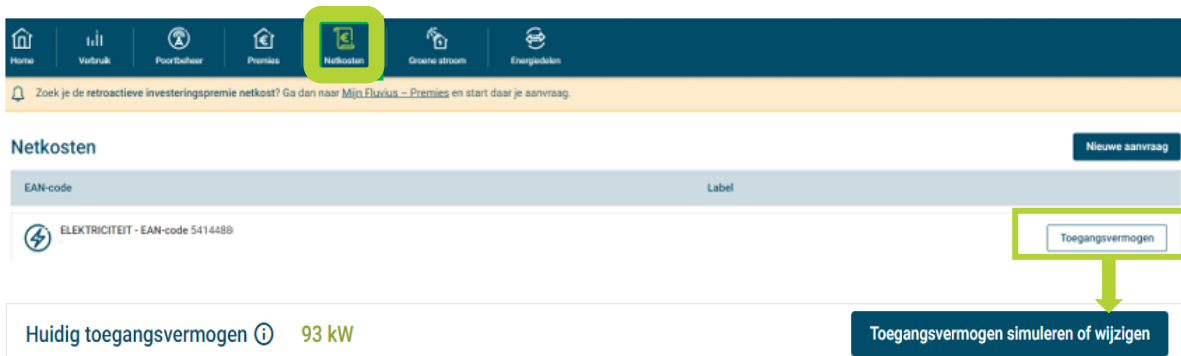 Home Verbruik Poortbeheer Premies Netkosten Groene stroom Energiedelen
Zoek je de retroactieve investeringspremie netkost? Ga dan naar Mijn Fluvius – Premies en start daar je aanvraag.
Netkosten
Nieuwe aanvraag
EAN-code Label
ELEKTRICITEIT - EAN-code 5414488
Toegangsvermogen
Huidig toegangsvermogen 93 kW
Toegangsvermogen simuleren of wijzigen